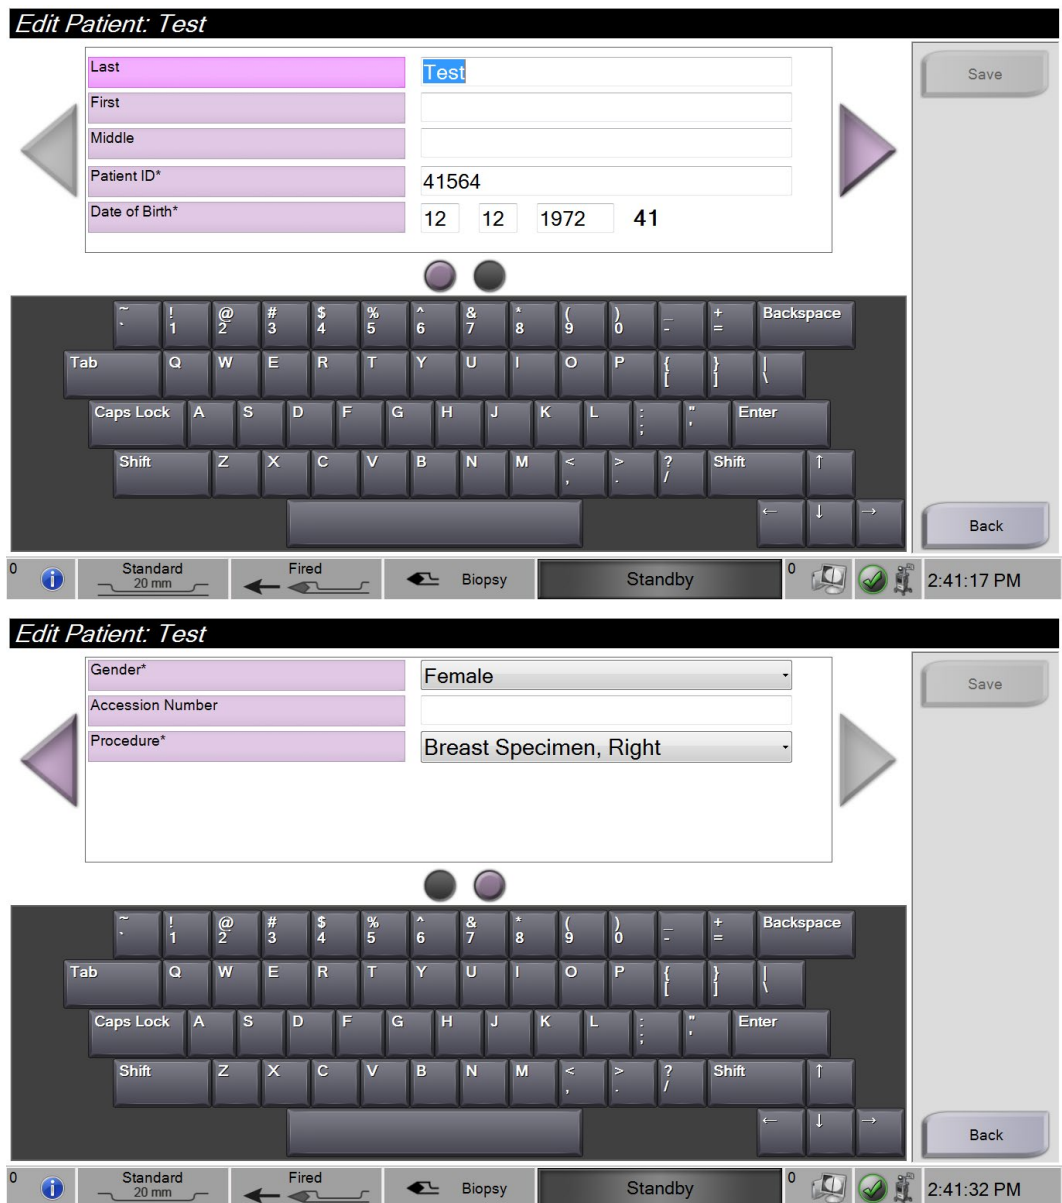 Edit Patient: Test
Last Test
Save
First
Middle
Patient ID* 41564
Date of Birth* 12 12 1972 41
~ ! @ # $ % ^ & * ( ) _ + Backspace
` 1 2 3 4 5 6 7 8 9 0 - =
Tab Q W E R T Y U I O P { } |
[ ] \
Caps Lock A S D F G H J K L : " Enter
; '
Shift Z X C V B N M < > ? Shift ↑
, . /
← ↓ →
Back
0 i Standard Fired Biopsy Standby 0 2:41:17 PM
20 mm
Edit Patient: Test
Gender* Female
Save
Accession Number
Procedure* Breast Specimen, Right
~ ! @ # $ % ^ & * ( ) _ + Backspace
` 1 2 3 4 5 6 7 8 9 0 - =
Tab Q W E R T Y U I O P { } |
[ ] \
Caps Lock A S D F G H J K L : " Enter
; '
Shift Z X C V B N M < > ? Shift ↑
, . /
← ↓ →
Back
0 i Standard Fired Biopsy Standby 0 2:41:32 PM
20 mm